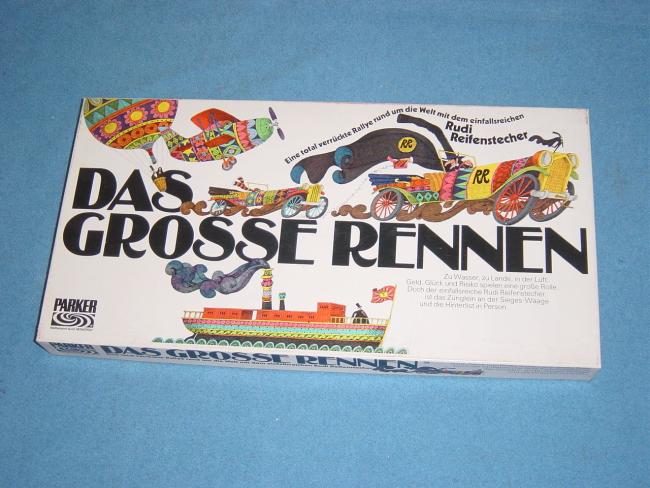 Eine total verrückte Rallye rund um die Welt mit dem einfallsreichen
Rudi
Reifenstecher
RR
RR
DAS
GROSSE RENNEN
Zu Wasser, zu Lande, in der Luft.
Geld, Glück und Risiko spielen eine große Rolle.
Doch der einfallsreiche Rudi Reifenstecher
ist das Zünglein an der Sieges-Waage
und die Hinterlist in Person
PARKER
DAS GROSSE RENNEN